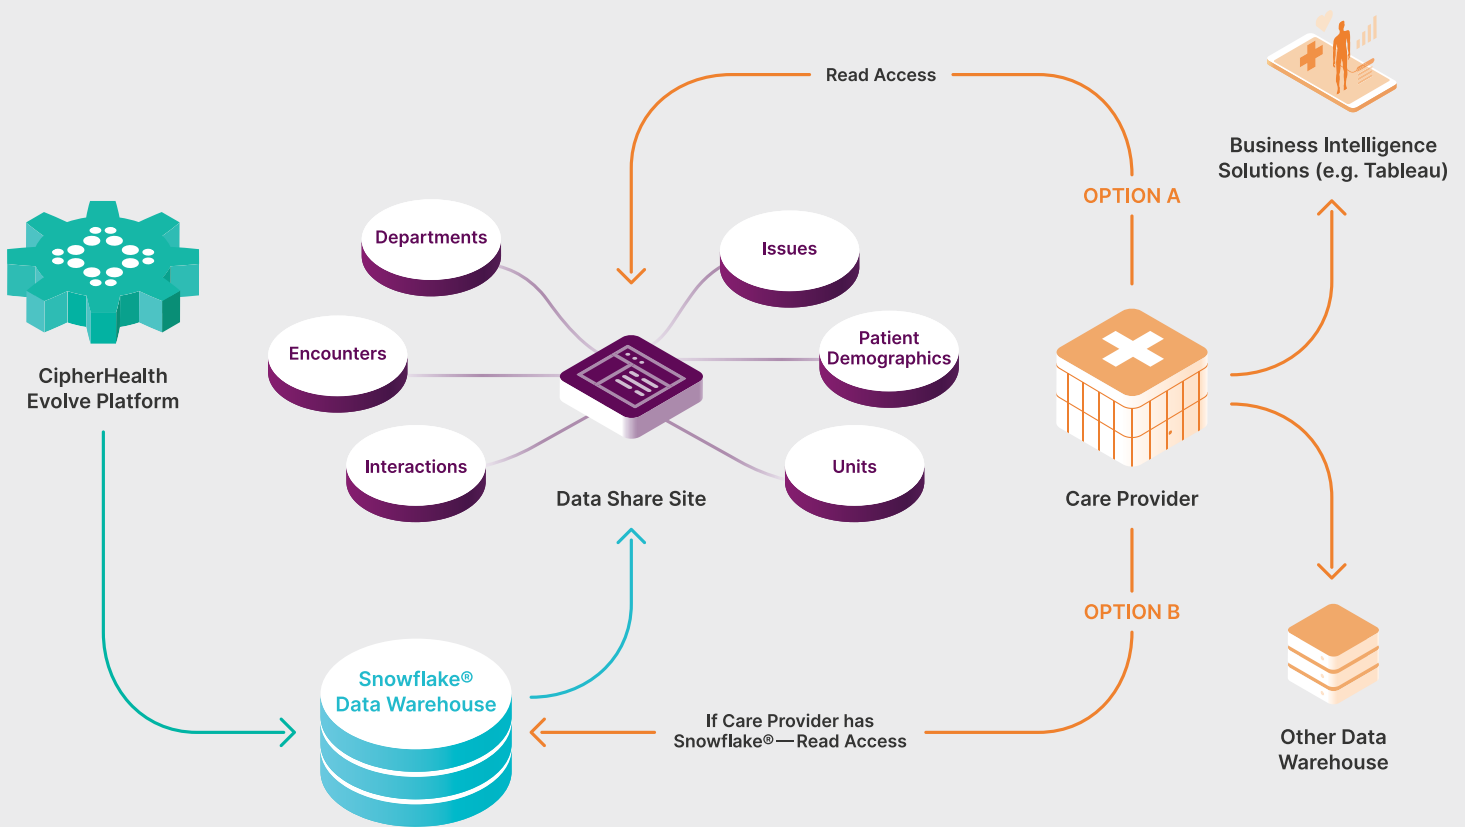 Read Access
Business Intelligence
Solutions (e.g. Tableau)
OPTION A
Departments
Issues
Encounters
Patient
Demographics
CipherHealth
Evolve Platform
Interactions
Units
Data Share Site
Care Provider
OPTION B
Snowflake®
Data Warehouse
If Care Provider has
Snowflake®—Read Access
Other Data
Warehouse